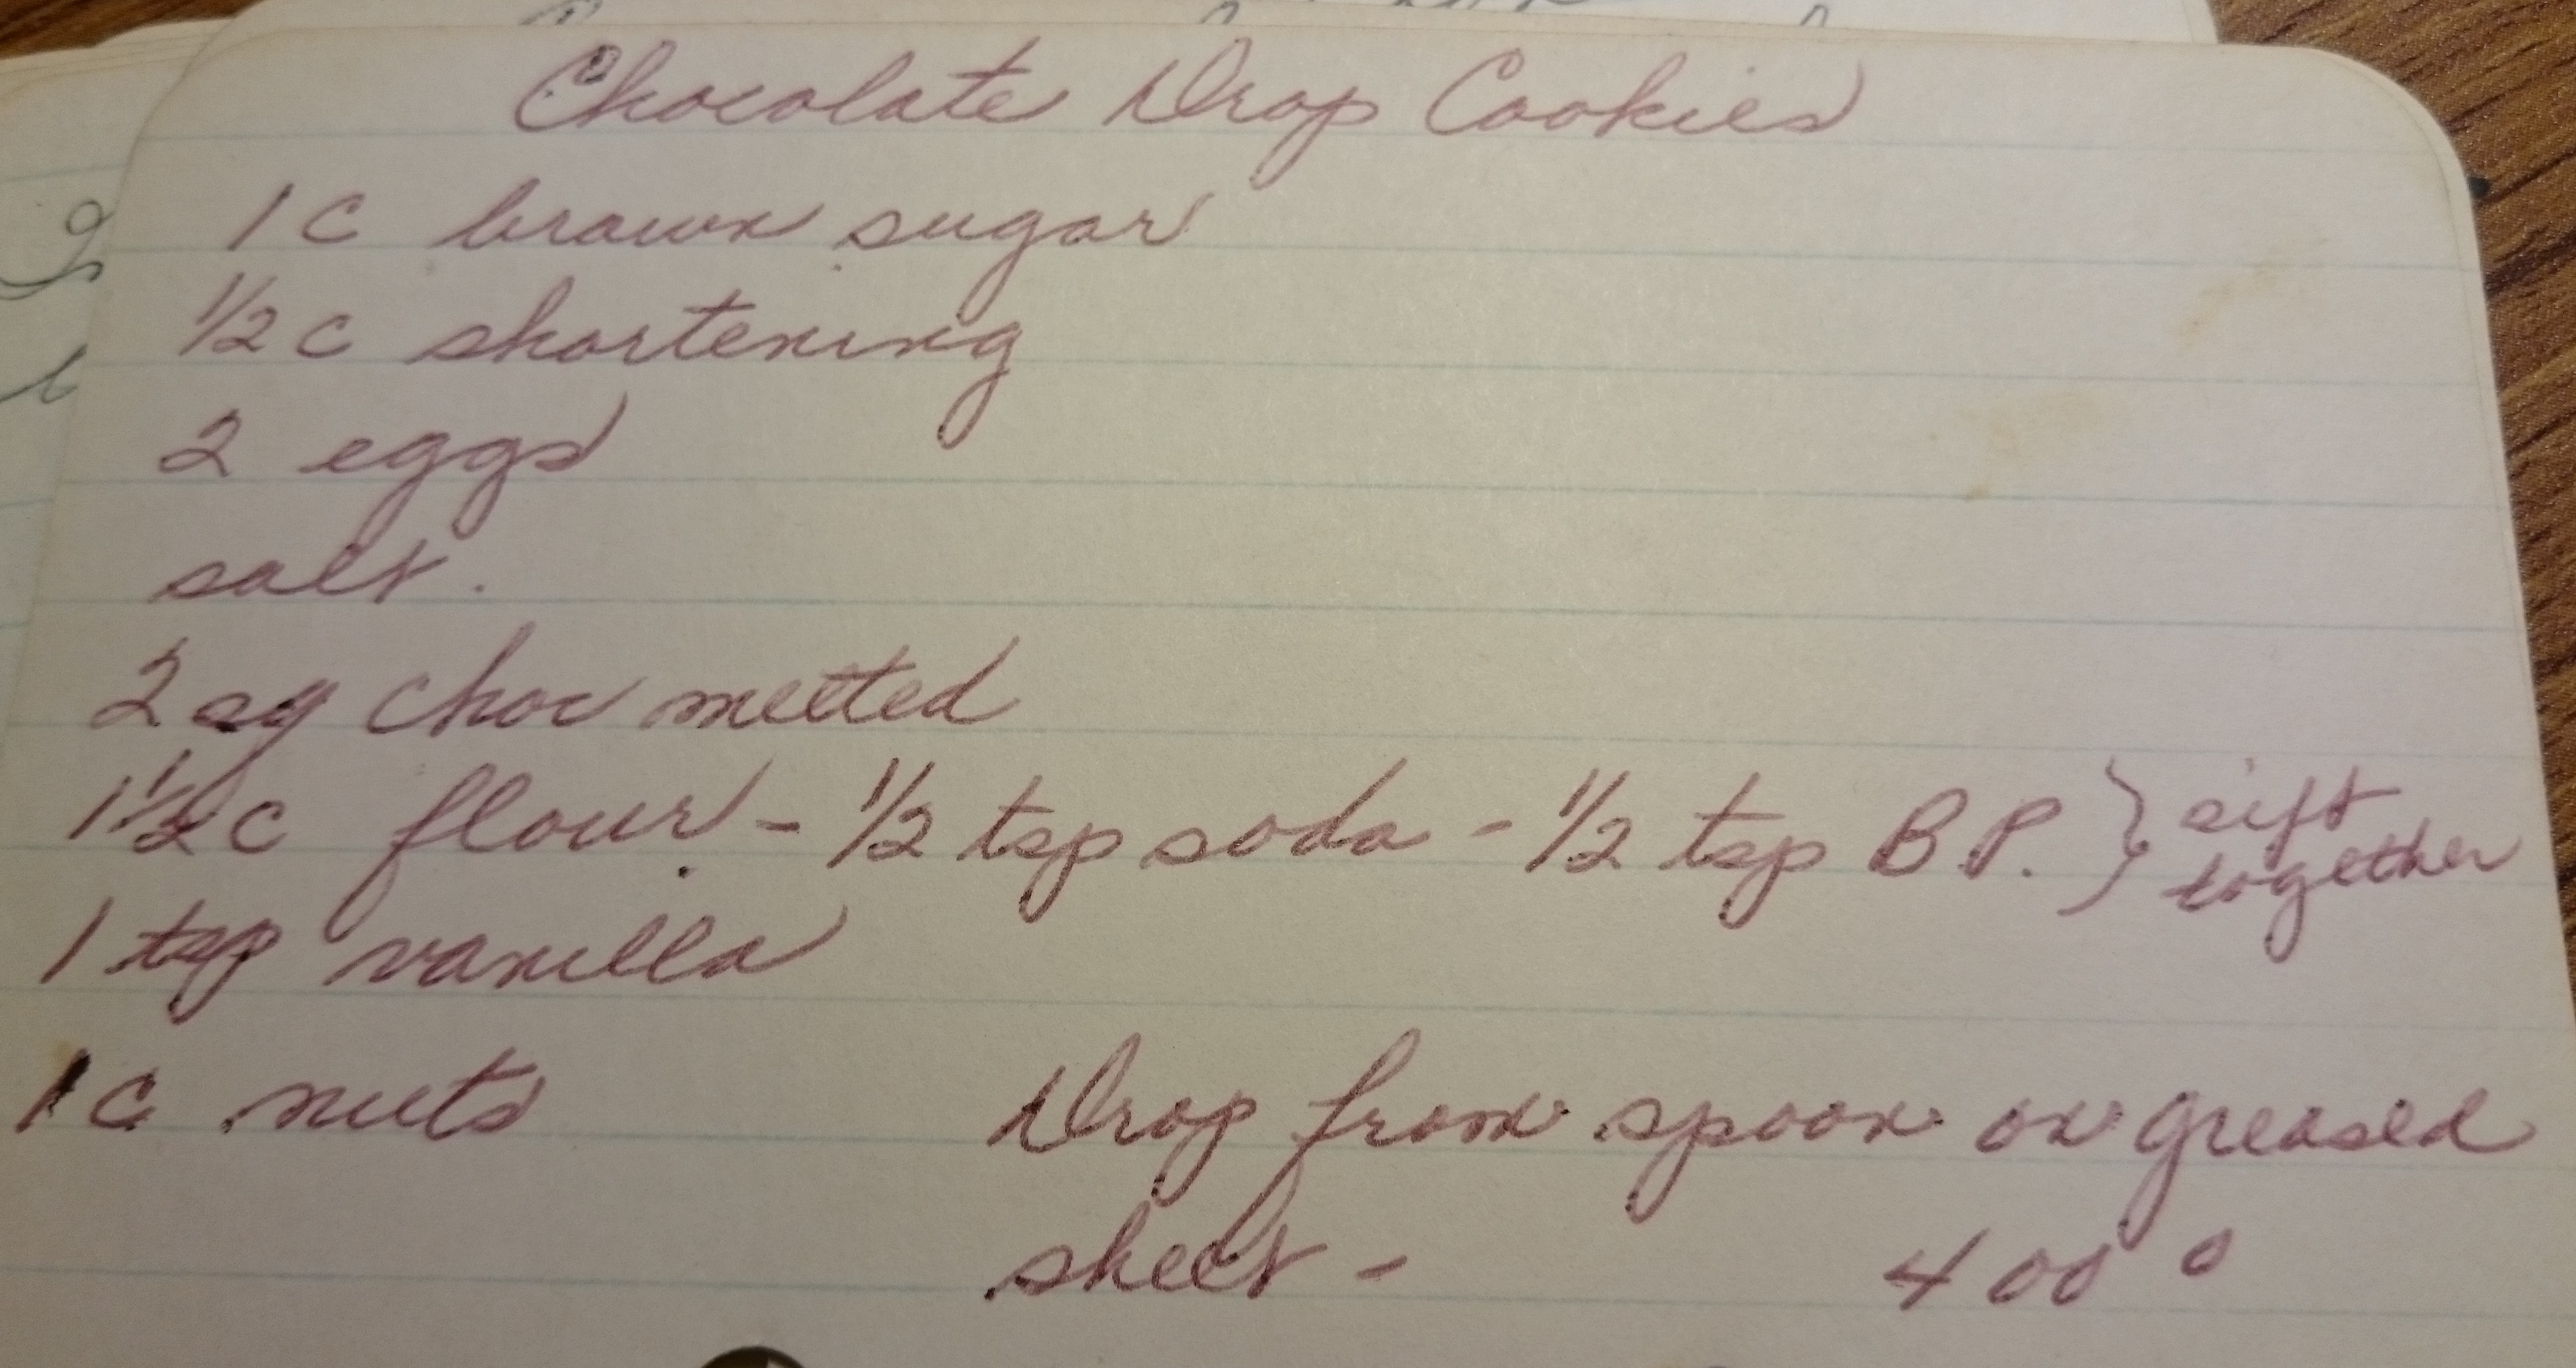 Chocolate Drop Cookies
1 C brown sugar
1/2 C shortening
2 eggs
salt.
2 sq choc melted
1 1/2 C flour - 1/2 tsp soda - 1/2 tsp B P. } sift together
1 tsp vanilla
1 C nuts
Drop from spoon on greased
sheet - 400°